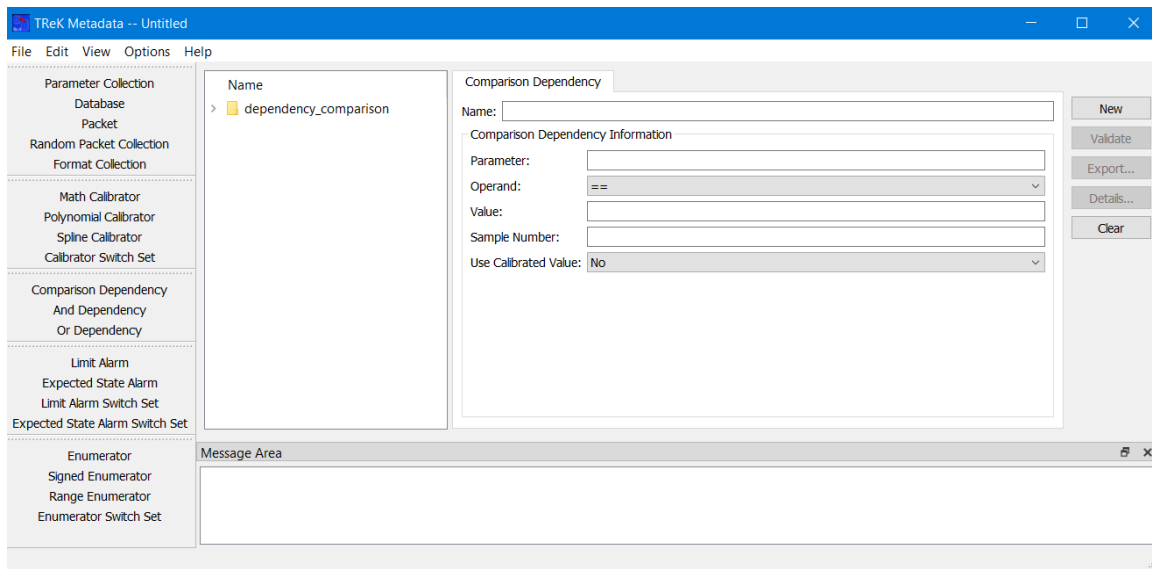 TReK Metadata -- Untitled
File Edit View Options Help
Parameter Collection
Database
Packet
Random Packet Collection
Format Collection
Math Calibrator
Polynomial Calibrator
Spline Calibrator
Calibrator Switch Set
Comparison Dependency
And Dependency
Or Dependency
Limit Alarm
Expected State Alarm
Limit Alarm Switch Set
Expected State Alarm Switch Set
Enumerator
Signed Enumerator
Range Enumerator
Enumerator Switch Set
Name
dependency_comparison
Comparison Dependency
Name:
Comparison Dependency Information
Parameter:
Operand: ==
Value:
Sample Number:
Use Calibrated Value: No
New
Validate
Export...
Details...
Clear
Message Area